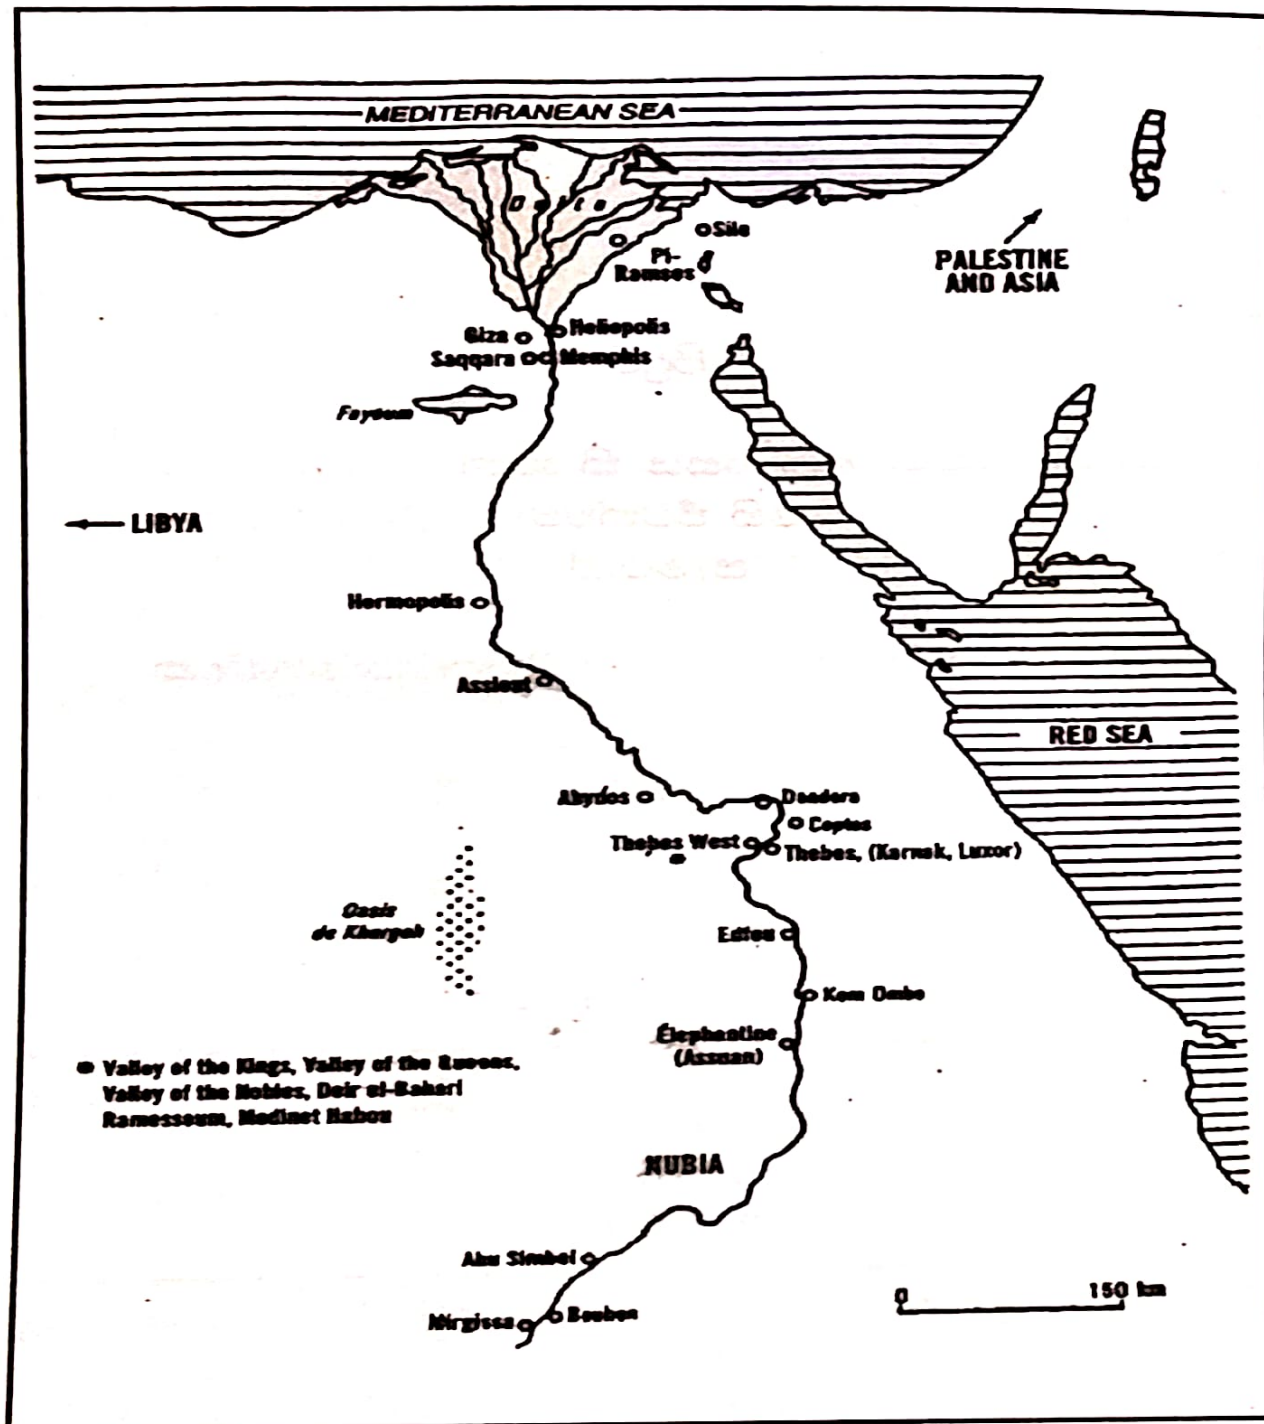 MEDITERRANEAN SEA
Delta
Sile
Pi-
Ramses
PALESTINE
AND ASIA
Giza
Heliopolis
Saqqara
Memphis
Fayoum
LIBYA
Hermopolis
Assiout
RED SEA
Abydos
Dendera
Coptos
Thebes West
Thebes, (Karnak, Luxor)
Oasis
de Khargah
Edfou
Kom Ombo
Élephantine
(Assuan)
Valley of the Kings, Valley of the Queens,
Valley of the Nobles, Deir el-Bahari
Ramesseum, Medinet Habou
NUBIA
Abu Simbel
0 150 km
Mirgissa
Bouhen